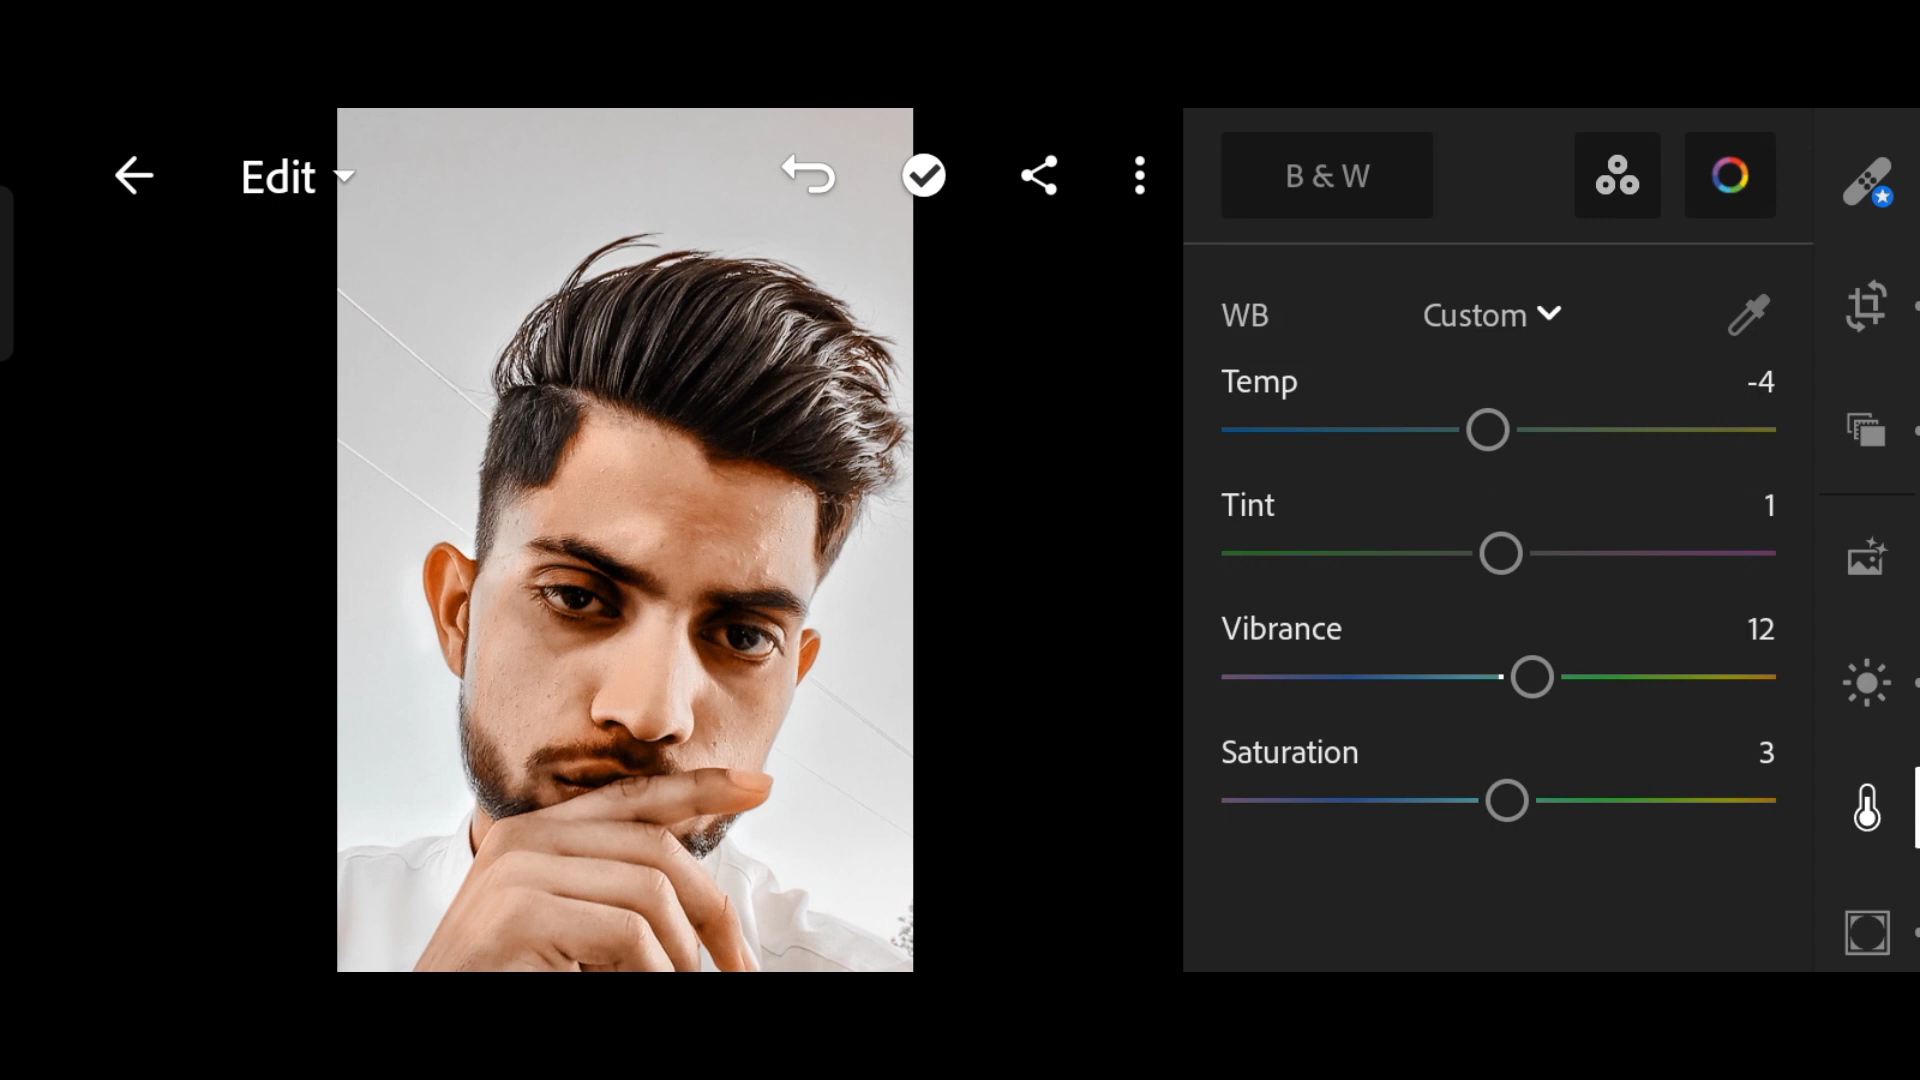 Edit
B & W
WB Custom
Temp -4
Tint 1
Vibrance 12
Saturation 3